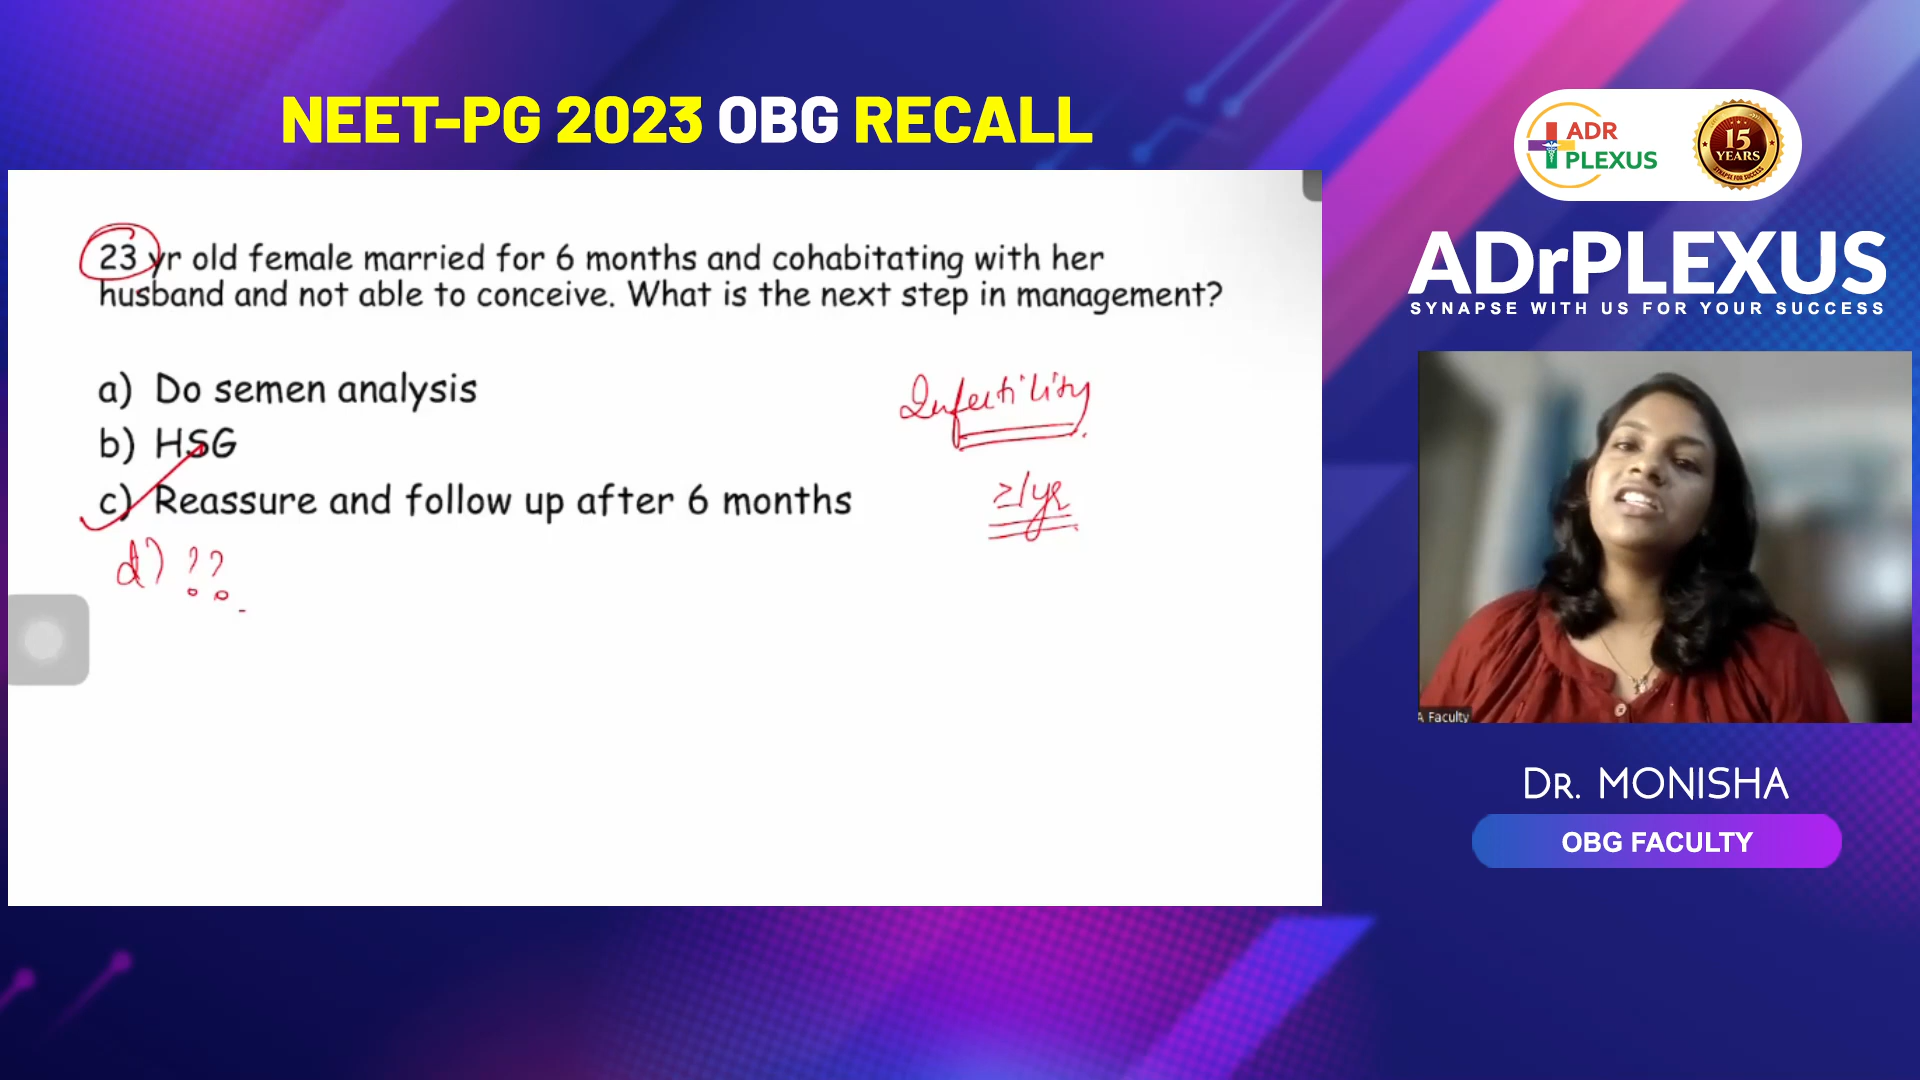 NEET-PG 2023 OBG RECALL
23 yr old female married for 6 months and cohabitating with her
husband and not able to conceive. What is the next step in management?
a) Do semen analysis
b) HSG
c) Reassure and follow up after 6 months
d) ??
Infertility
≥1yr
ADR
PLEXUS
15
YEARS
SYNAPSE FOR SUCCESS
ADrPLEXUS
SYNAPSE WITH US FOR YOUR SUCCESS
A Faculty
DR. MONISHA
OBG FACULTY